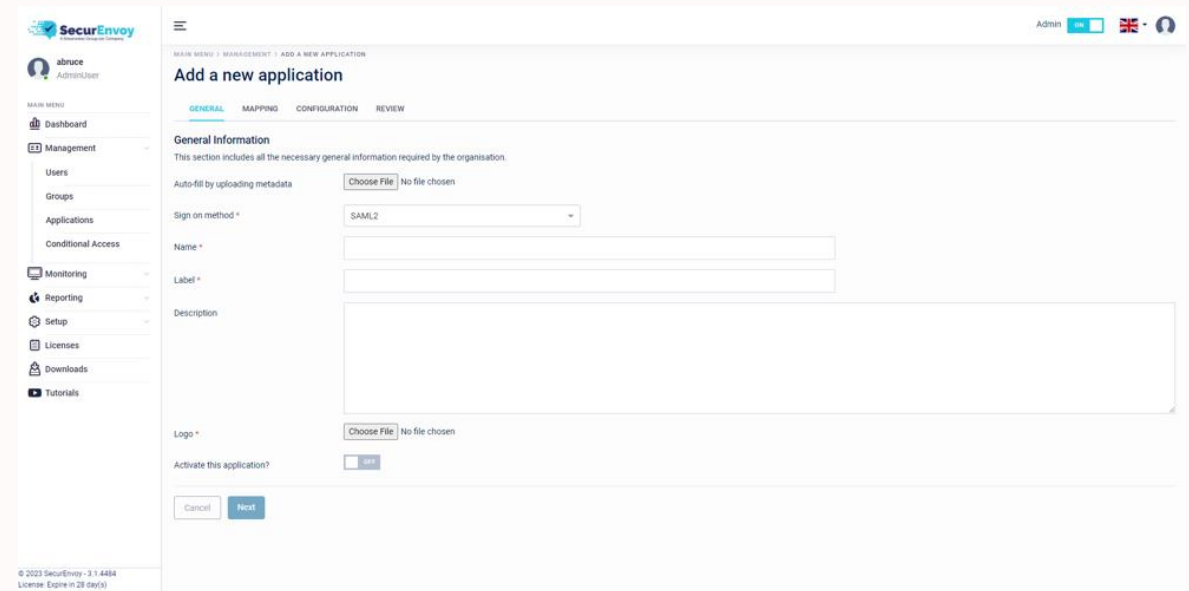 SecurEnvoy
Admin ON
abruce
AdminUser
MAIN MENU
Dashboard
Management
Users
Groups
Applications
Conditional Access
Monitoring
Reporting
Setup
Licenses
Downloads
Tutorials
© 2023 SecurEnvoy - 3.1.4484
License: Expire in 28 day(s)
MAIN MENU > MANAGEMENT > ADD A NEW APPLICATION
Add a new application
GENERAL MAPPING CONFIGURATION REVIEW
General Information
This section includes all the necessary general information required by the organisation.
Auto-fill by uploading metadata Choose File No file chosen
Sign on method * SAML2
Name *
Label *
Description
Logo * Choose File No file chosen
Activate this application? OFF
Cancel Next